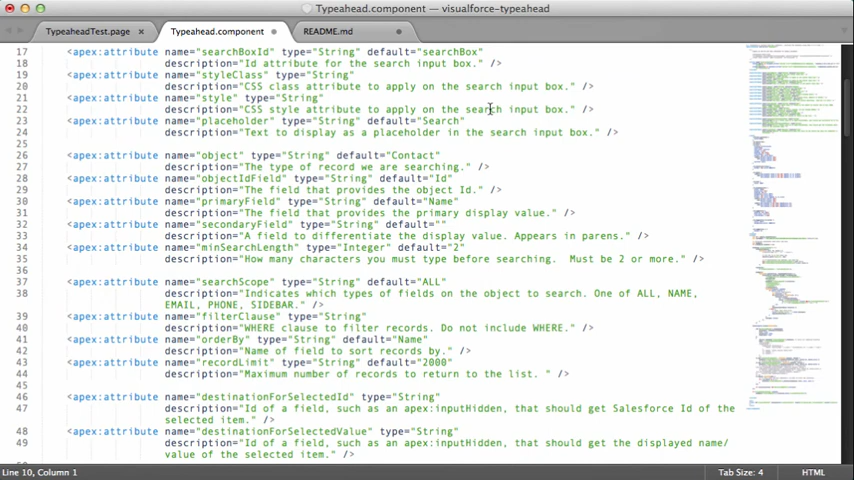 Typeahead.component — visualforce-typeahead
TypeaheadTest.page × Typeahead.component README.md
17 <apex:attribute name="searchBoxId" type="String" default="searchBox"
18 description="Id attribute for the search input box." />
19 <apex:attribute name="styleClass" type="String"
20 description="CSS class attribute to apply on the search input box." />
21 <apex:attribute name="style" type="String"
22 description="CSS style attribute to apply on the search input box." />
23 <apex:attribute name="placeholder" type="String" default="Search"
24 description="Text to display as a placeholder in the search input box." />
25
26 <apex:attribute name="object" type="String" default="Contact"
27 description="The type of record we are searching." />
28 <apex:attribute name="objectIdField" type="String" default="Id"
29 description="The field that provides the object Id." />
30 <apex:attribute name="primaryField" type="String" default="Name"
31 description="The field that provides the primary display value." />
32 <apex:attribute name="secondaryField" type="String" default=""
33 description="A field to differentiate the display value. Appears in parens." />
34 <apex:attribute name="minSearchLength" type="Integer" default="2"
35 description="How many characters you must type before searching.  Must be 2 or more." />
36
37 <apex:attribute name="searchScope" type="String" default="ALL"
38 description="Indicates which types of fields on the object to search. One of ALL, NAME,
EMAIL, PHONE, SIDEBAR." />
39 <apex:attribute name="filterClause" type="String"
40 description="WHERE clause to filter records. Do not include WHERE." />
41 <apex:attribute name="orderBy" type="String" default="Name"
42 description="Name of field to sort records by." />
43 <apex:attribute name="recordLimit" type="String" default="2000"
44 description="Maximum number of records to return to the list. " />
45
46 <apex:attribute name="destinationForSelectedId" type="String"
47 description="Id of a field, such as an apex:inputHidden, that should get Salesforce Id of the
selected item." />
48 <apex:attribute name="destinationForSelectedValue" type="String"
49 description="Id of a field, such as an apex:inputHidden, that should get the displayed name/
value of the selected item." />
Line 10, Column 1 Tab Size: 4 HTML